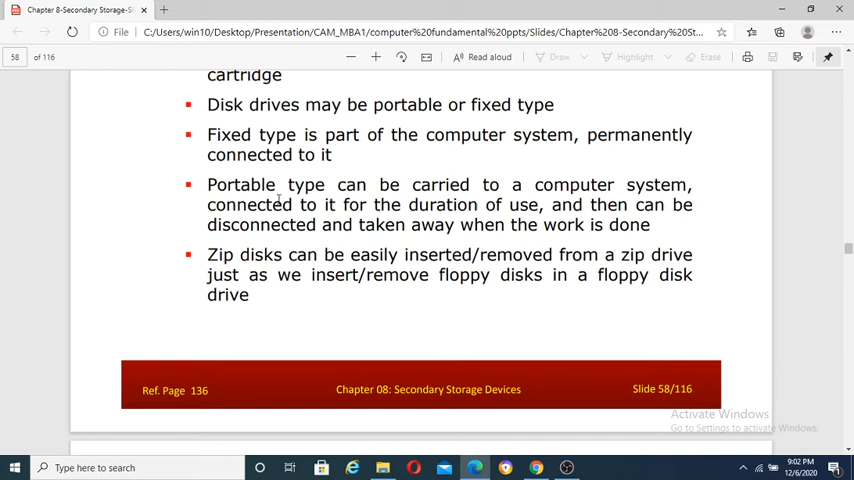 Chapter 8-Secondary Storage-S
File
C:/Users/win10/Desktop/Presentation/CAM_MBA1/computer%20fundamental%20ppts/Slides/Chapter%208-Secondary%20St...
58 of 116
Read aloud
Draw
Highlight
Erase
cartridge
▪ Disk drives may be portable or fixed type
▪ Fixed type is part of the computer system, permanently
connected to it
▪ Portable type can be carried to a computer system,
connected to it for the duration of use, and then can be
disconnected and taken away when the work is done
▪ Zip disks can be easily inserted/removed from a zip drive
just as we insert/remove floppy disks in a floppy disk
drive
Ref. Page 136
Chapter 08: Secondary Storage Devices
Slide 58/116
Activate Windows
Go to Settings to activate Windows.
Type here to search
9:02 PM
12/6/2020